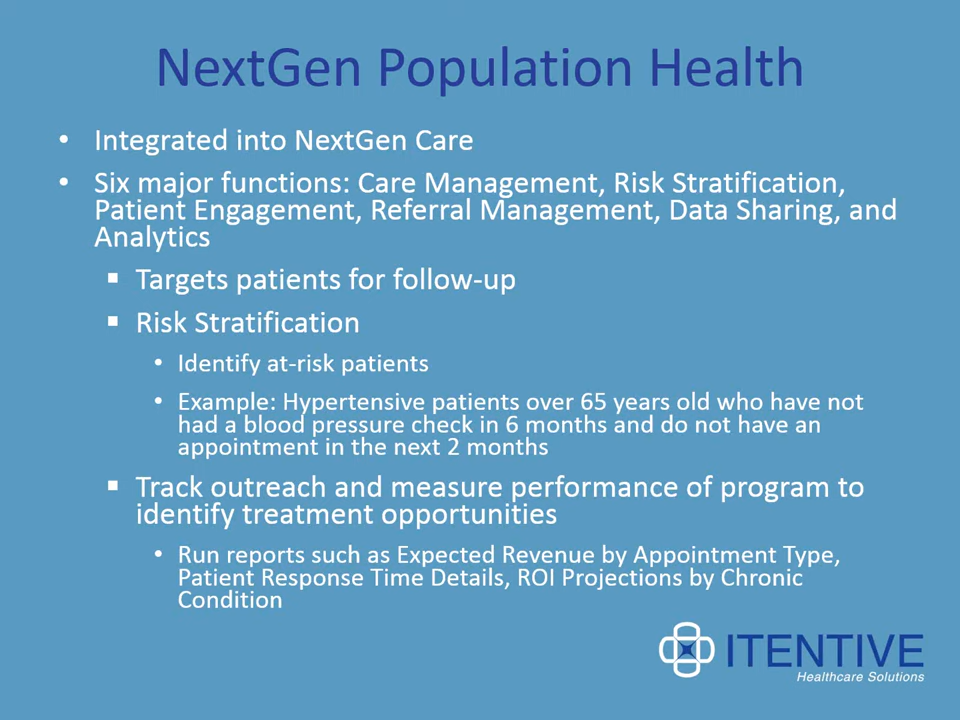 NextGen Population Health
• Integrated into NextGen Care
• Six major functions: Care Management, Risk Stratification,
Patient Engagement, Referral Management, Data Sharing, and
Analytics
▪ Targets patients for follow-up
▪ Risk Stratification
• Identify at-risk patients
• Example: Hypertensive patients over 65 years old who have not
had a blood pressure check in 6 months and do not have an
appointment in the next 2 months
▪ Track outreach and measure performance of program to
identify treatment opportunities
• Run reports such as Expected Revenue by Appointment Type,
Patient Response Time Details, ROI Projections by Chronic
Condition
ITENTIVE
Healthcare Solutions